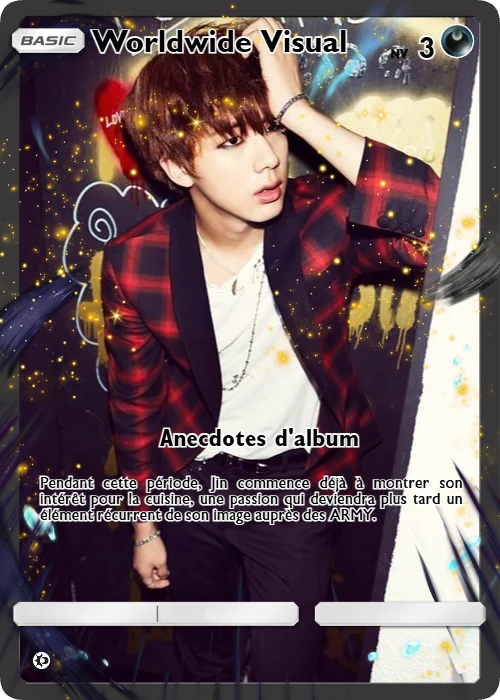 BASIC Worldwide Visual NV 3
LOVE
Anecdotes d'album
Pendant cette période, Jin commence déjà à montrer son
intérêt pour la cuisine, une passion qui deviendra plus tard un
élément récurrent de son image auprès des ARMY.